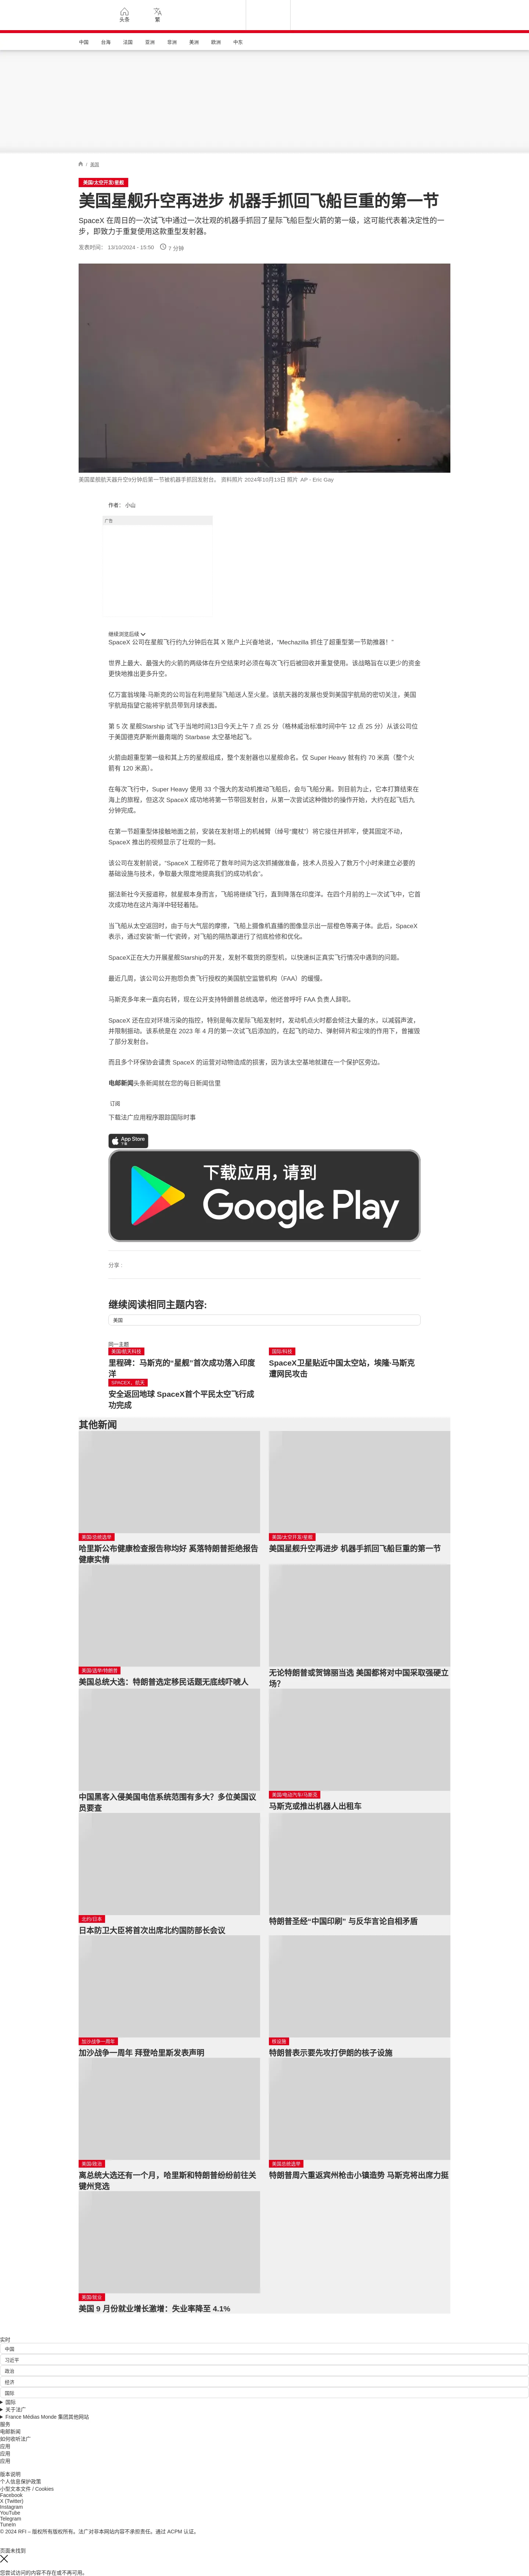 头条
繁
中国
台海
法国
亚洲
非洲
美洲
欧洲
中东
/ 美国
美国/太空开发/星舰
美国星舰升空再进步 机器手抓回飞船巨重的第一节
SpaceX 在周日的一次试飞中通过一次壮观的机器手抓回了星际飞船巨型火箭的第一级，这可能代表着决定性的一
步，即致力于重复使用这款重型发射器。
发表时间： 13/10/2024 - 15:50
7 分钟
美国星舰航天器升空9分钟后第一节被机器手抓回发射台。 资料照片 2024年10月13日 照片 AP - Eric Gay
作者： 小山
广告
继续浏览后续
SpaceX 公司在星舰飞行约九分钟后在其 X 账户上兴奋地说，“Mechazilla 抓住了超重型第一节助推器！”
世界上最大、最强大的火箭的两级体在升空结束时必须在每次飞行后被回收并重复使用。该战略旨在以更少的资金
更快地推出更多升空。
亿万富翁埃隆·马斯克的公司旨在利用星际飞船送人至火星。该航天器的发展也受到美国宇航局的密切关注，美国
宇航局指望它能将宇航员带到月球表面。
第 5 次 星舰Starship 试飞于当地时间13日今天上午 7 点 25 分（格林威治标准时间中午 12 点 25 分）从该公司位
于美国德克萨斯州最南端的 Starbase 太空基地起飞。
火箭由超重型第一级和其上方的星舰组成，整个发射器也以星舰命名。仅 Super Heavy 就有约 70 米高（整个火
箭有 120 米高）。
在每次飞行中，Super Heavy 使用 33 个强大的发动机推动飞船后，会与飞船分离。到目前为止，它本打算结束在
海上的旅程。但这次 SpaceX 成功地将第一节带回发射台，从第一次尝试这种微妙的操作开始，大约在起飞后九
分钟完成。
在第一节超重型体接触地面之前，安装在发射塔上的机械臂（绰号“魔杖”）将它接住并抓牢，使其固定不动，
SpaceX 推出的视频显示了壮观的一刻。
该公司在发射前说，“SpaceX 工程师花了数年时间为这次抓捕做准备，技术人员投入了数万个小时来建立必要的
基础设施与技术，争取最大限度地提高我们的成功机会”。
据法新社今天报道称，就星舰本身而言，飞船将继续飞行，直到降落在印度洋。在四个月前的上一次试飞中，它首
次成功地在这片海洋中轻轻着陆。
当飞船从太空返回时，由于与大气层的摩擦，飞船上摄像机直播的图像显示出一层橙色等离子体。此后，SpaceX
表示，通过安装“新一代”瓷砖，对飞船的隔热罩进行了彻底检修和优化。
SpaceX正在大力开展星舰Starship的开发，发射不载货的原型机，以快速纠正真实飞行情况中遇到的问题。
最近几周，该公司公开抱怨负责飞行授权的美国航空监管机构（FAA）的缓慢。
马斯克多年来一直向右转，现在公开支持特朗普总统选举，他还曾呼吁 FAA 负责人辞职。
SpaceX 还在应对环境污染的指控，特别是每次星际飞船发射时，发动机点火时都会倾注大量的水，以减弱声波，
并限制振动。该系统是在 2023 年 4 月的第一次试飞后添加的，在起飞的动力、弹射碎片和尘埃的作用下，曾摧毁
了部分发射台。
而且多个环保协会谴责 SpaceX 的运营对动物造成的损害，因为该太空基地就建在一个保护区旁边。
电邮新闻头条新闻就在您的每日新闻信里
订阅
下载法广应用程序跟踪国际时事
App Store
下载
下载应用，请到
Google Play
分享 :
继续阅读相同主题内容:
美国
同一主题
美国/航天科技
里程碑：马斯克的“星舰”首次成功落入印度
洋
国际/科技
SpaceX卫星贴近中国太空站，埃隆·马斯克
遭网民攻击
SPACEX，航天
安全返回地球 SpaceX首个平民太空飞行成
功完成
其他新闻
美国/总统选举
哈里斯公布健康检查报告称均好 奚落特朗普拒绝报告
健康实情
美国/太空开发/星舰
美国星舰升空再进步 机器手抓回飞船巨重的第一节
美国/选举/特朗普
美国总统大选：特朗普选定移民话题无底线吓唬人
无论特朗普或贺锦丽当选 美国都将对中国采取强硬立
场？
中国黑客入侵美国电信系统范围有多大？多位美国议
员要查
美国/电动汽车/马斯克
马斯克或推出机器人出租车
北约/日本
日本防卫大臣将首次出席北约国防部长会议
特朗普圣经“中国印刷” 与反华言论自相矛盾
加沙战争一周年
加沙战争一周年 拜登哈里斯发表声明
核设施
特朗普表示要先攻打伊朗的核子设施
美国/政治
离总统大选还有一个月，哈里斯和特朗普纷纷前往关
键州竞选
美国总统选举
特朗普周六重返宾州枪击小镇造势 马斯克将出席力挺
美国/就业
美国 9 月份就业增长激增：失业率降至 4.1%
实时
中国
习近平
政治
经济
国际
国际
关于法广
France Médias Monde 集团其他网站
服务
电邮新闻
如何收听法广
应用
应用
应用
版本说明
个人信息保护政策
小型文本文件 / Cookies
Facebook
X (Twitter)
Instagram
YouTube
Telegram
TuneIn
© 2024 RFI – 版权所有版权所有。法广对非本网站内容不承担责任。通过 ACPM 认证。
页面未找到
您尝试访问的内容不存在或不再可用。